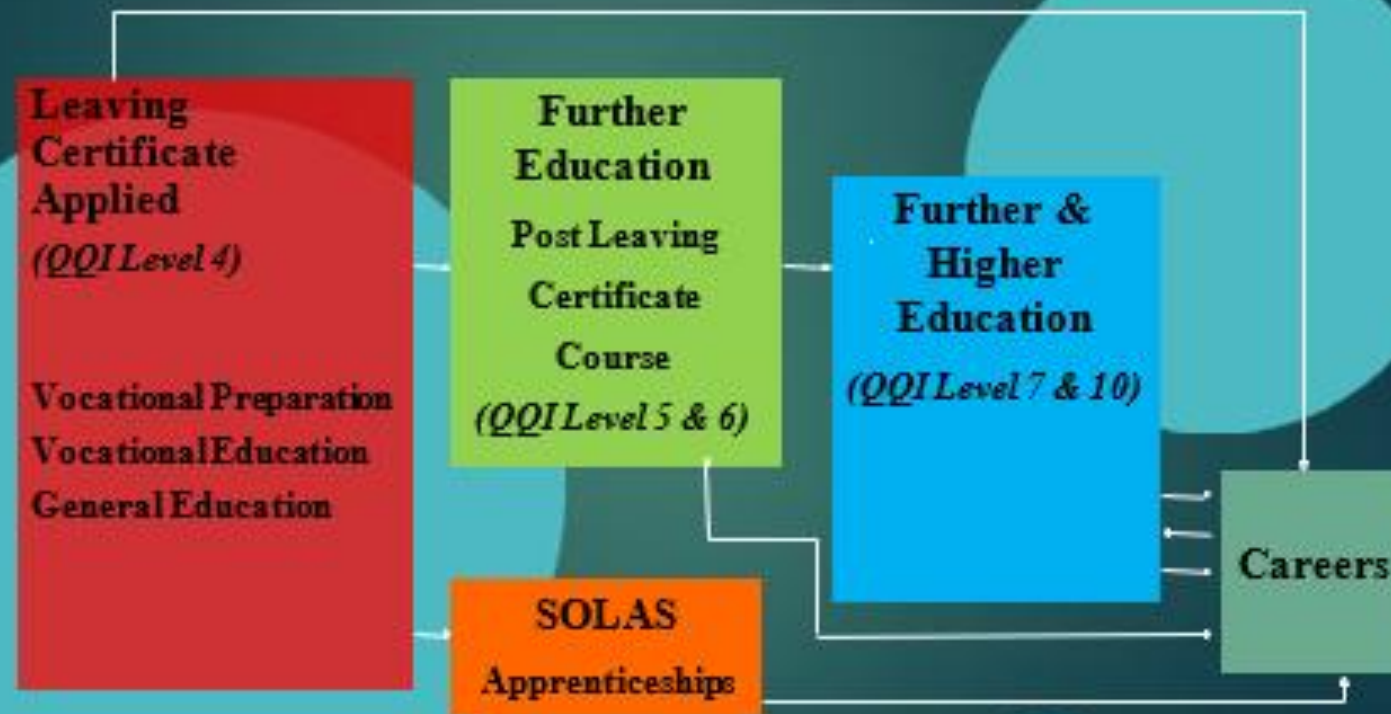 Leaving
Certificate
Applied
(QQI Level 4)
Vocational Preparation
Vocational Education
General Education
Further
Education
Post Leaving
Certificate
Course
(QQI Level 5 & 6)
SOLAS
Apprenticeships
Further &
Higher
Education
(QQI Level 7 & 10)
Careers